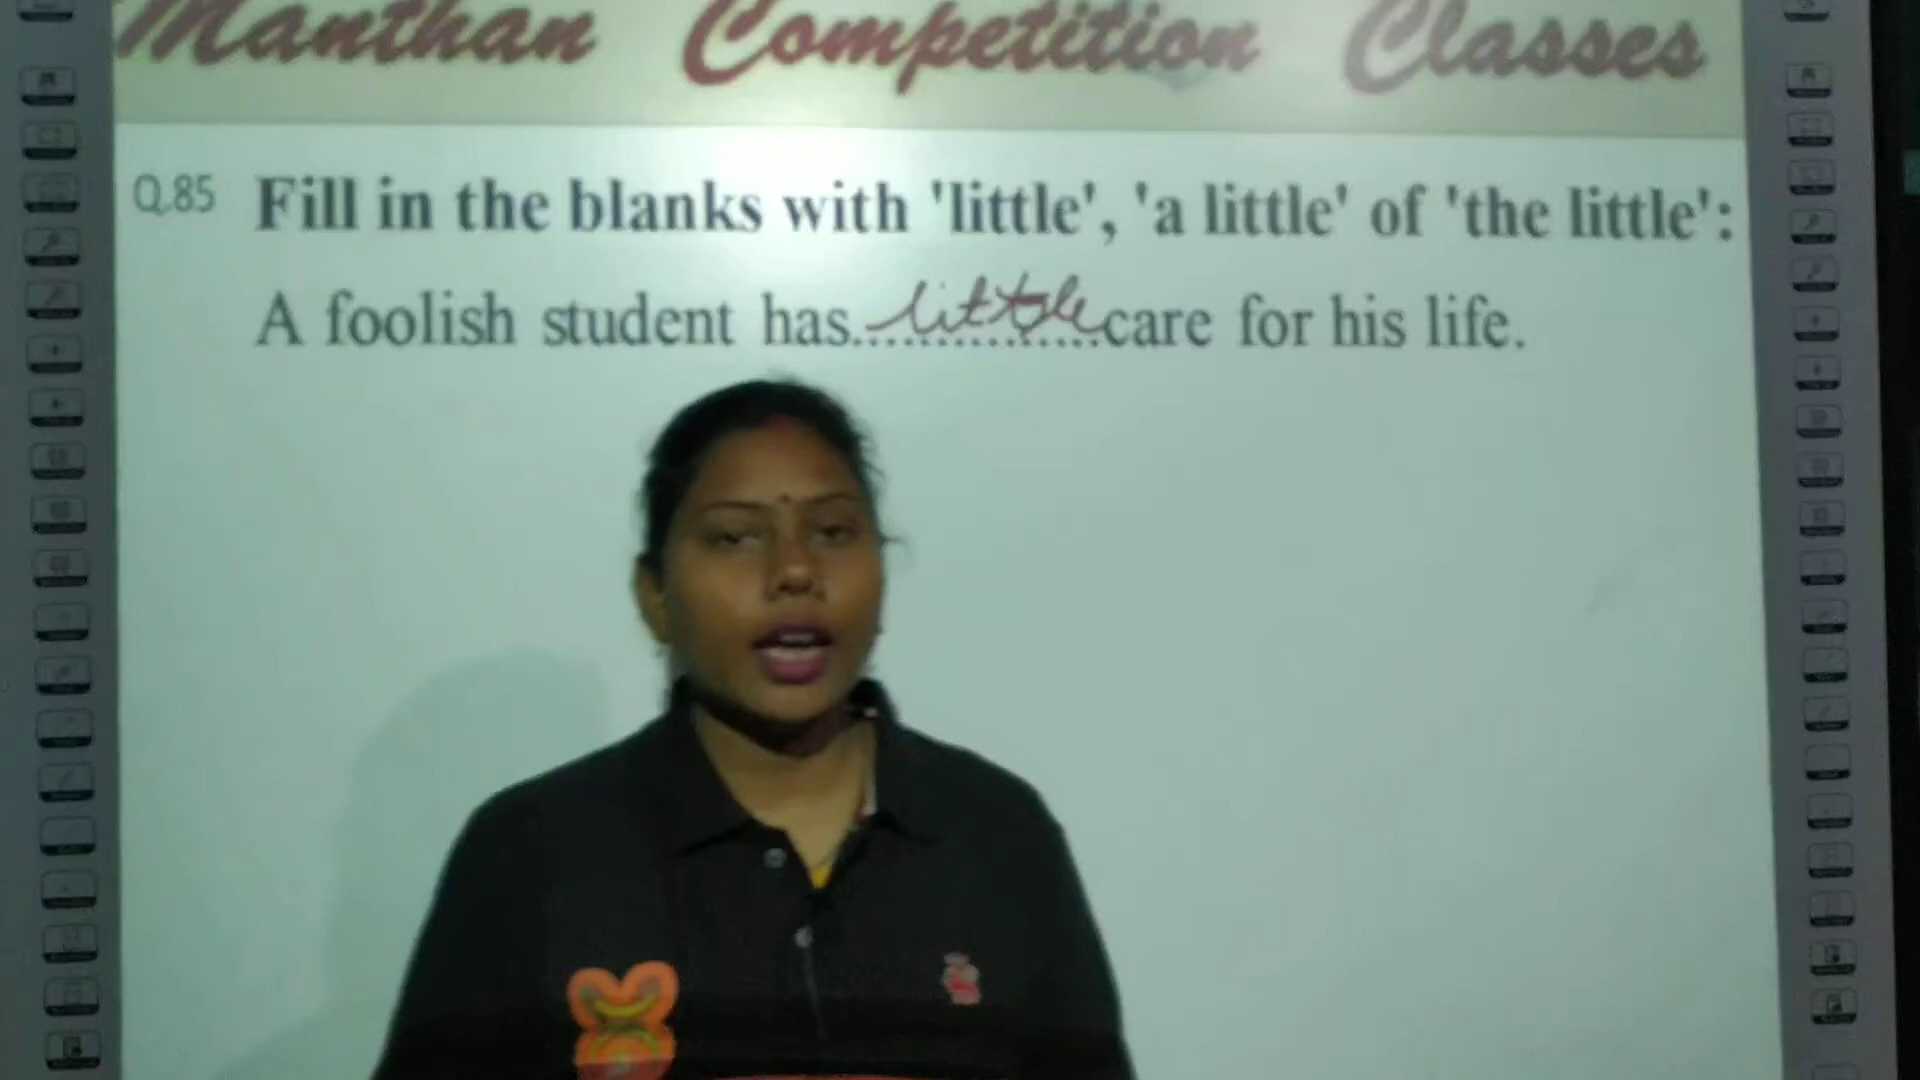 Manthan Competition Classes
Q.85 Fill in the blanks with 'little', 'a little' of 'the little':
A foolish student has..little..care for his life.